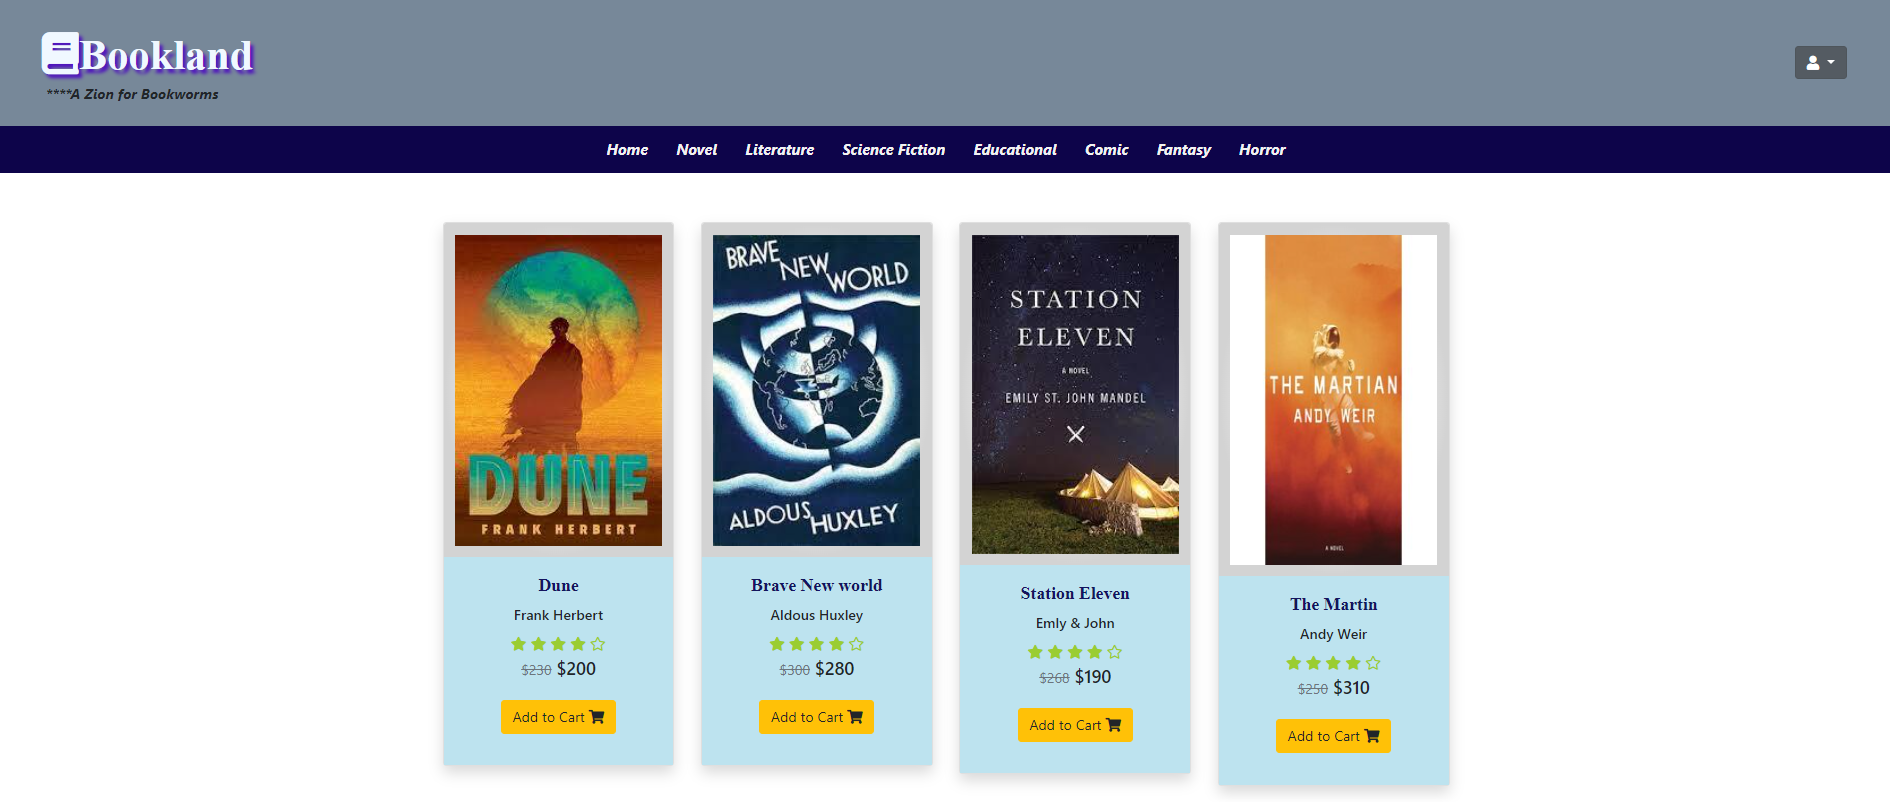 Bookland
****A Zion for Bookworms
Home Novel Literature Science Fiction Educational Comic Fantasy Horror
DUNE
FRANK HERBERT
Dune
Frank Herbert
$230 $200
Add to Cart
BRAVE NEW WORLD
ALDOUS HUXLEY
Brave New world
Aldous Huxley
$300 $280
Add to Cart
STATION
ELEVEN
A NOVEL
EMILY ST. JOHN MANDEL
Station Eleven
Emly & John
$268 $190
Add to Cart
THE MARTIAN
ANDY WEIR
A NOVEL
The Martin
Andy Weir
$250 $310
Add to Cart